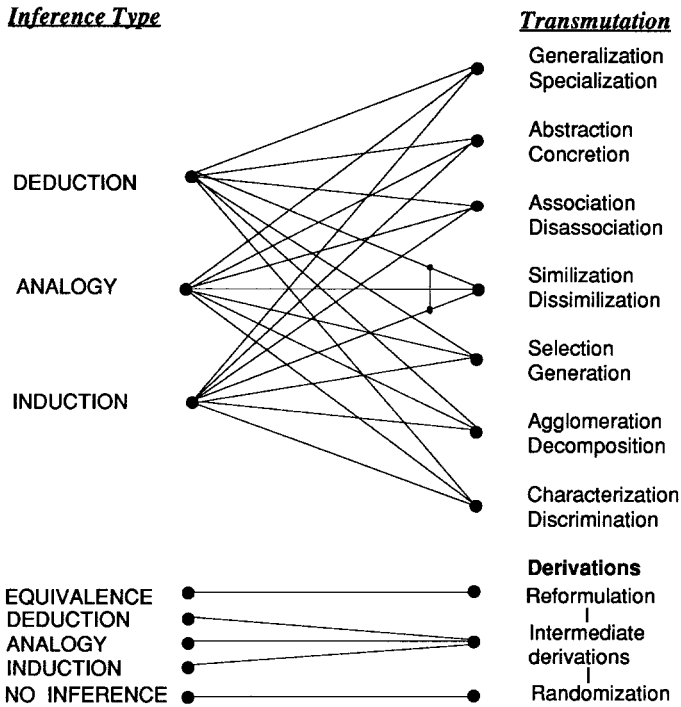 Inference Type
Transmutation
Generalization
Specialization
Abstraction
Concretion
DEDUCTION
Association
Disassociation
ANALOGY
Similization
Dissimilization
Selection
Generation
INDUCTION
Agglomeration
Decomposition
Characterization
Discrimination
Derivations
EQUIVALENCE
Reformulation
DEDUCTION
ANALOGY
Intermediate
derivations
INDUCTION
NO INFERENCE
Randomization